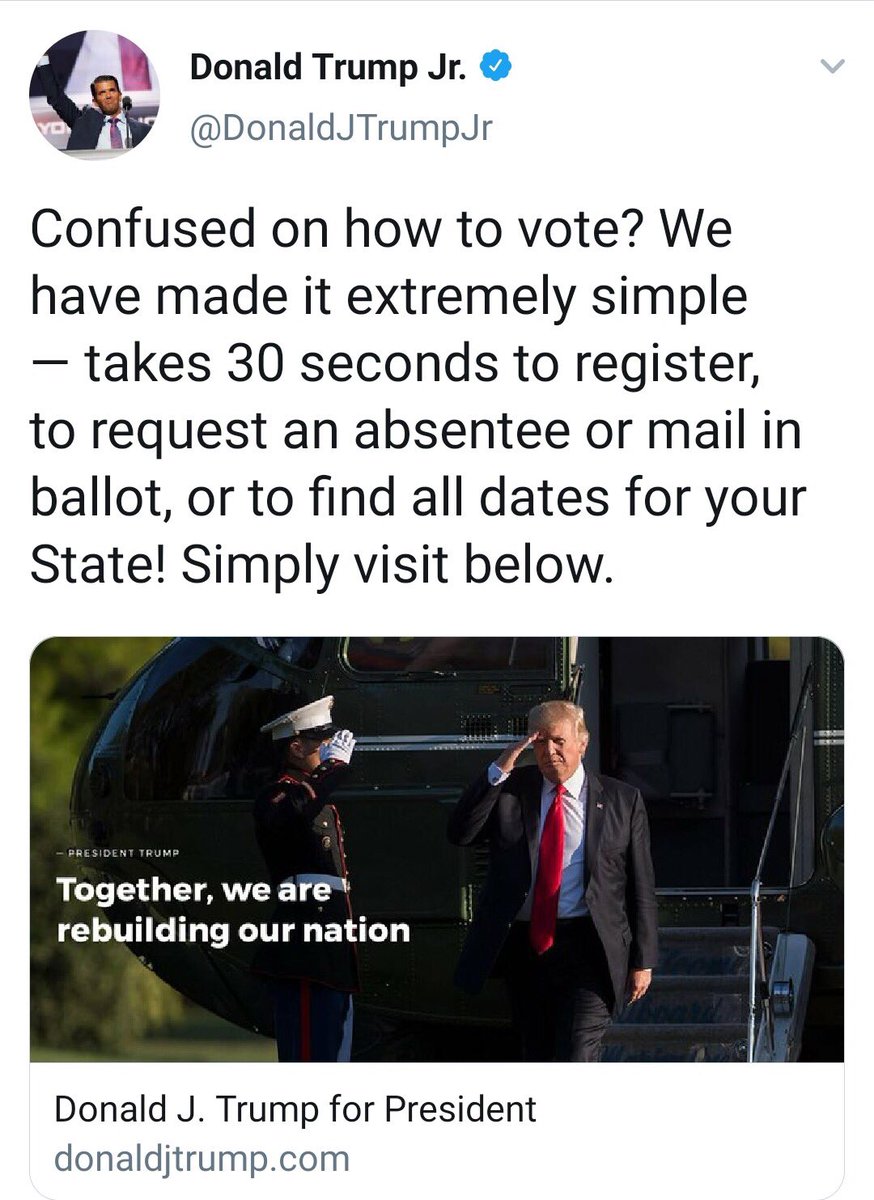 Donald Trump Jr.
@DonaldJTrumpJr
Confused on how to vote? We
have made it extremely simple
— takes 30 seconds to register,
to request an absentee or mail in
ballot, or to find all dates for your
State! Simply visit below.
– PRESIDENT TRUMP
Together, we are
rebuilding our nation
Donald J. Trump for President
donaldjtrump.com